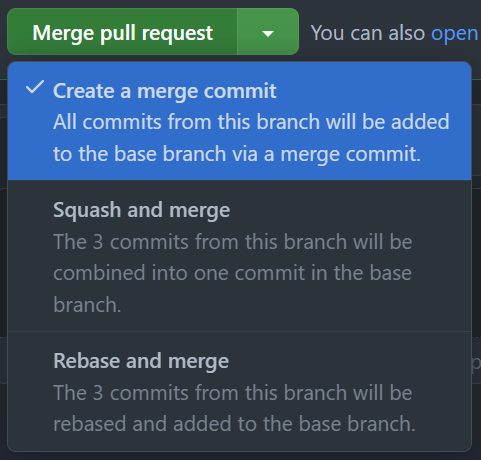 Merge pull request
You can also open
Create a merge commit
All commits from this branch will be added
to the base branch via a merge commit.
Squash and merge
The 3 commits from this branch will be
combined into one commit in the base
branch.
Rebase and merge
The 3 commits from this branch will be
rebased and added to the base branch.